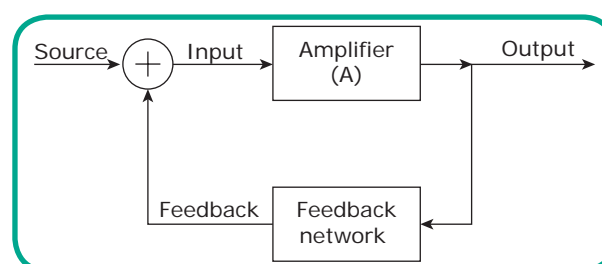 Source
Input
Amplifier
(A)
Output
+
Feedback
Feedback
network